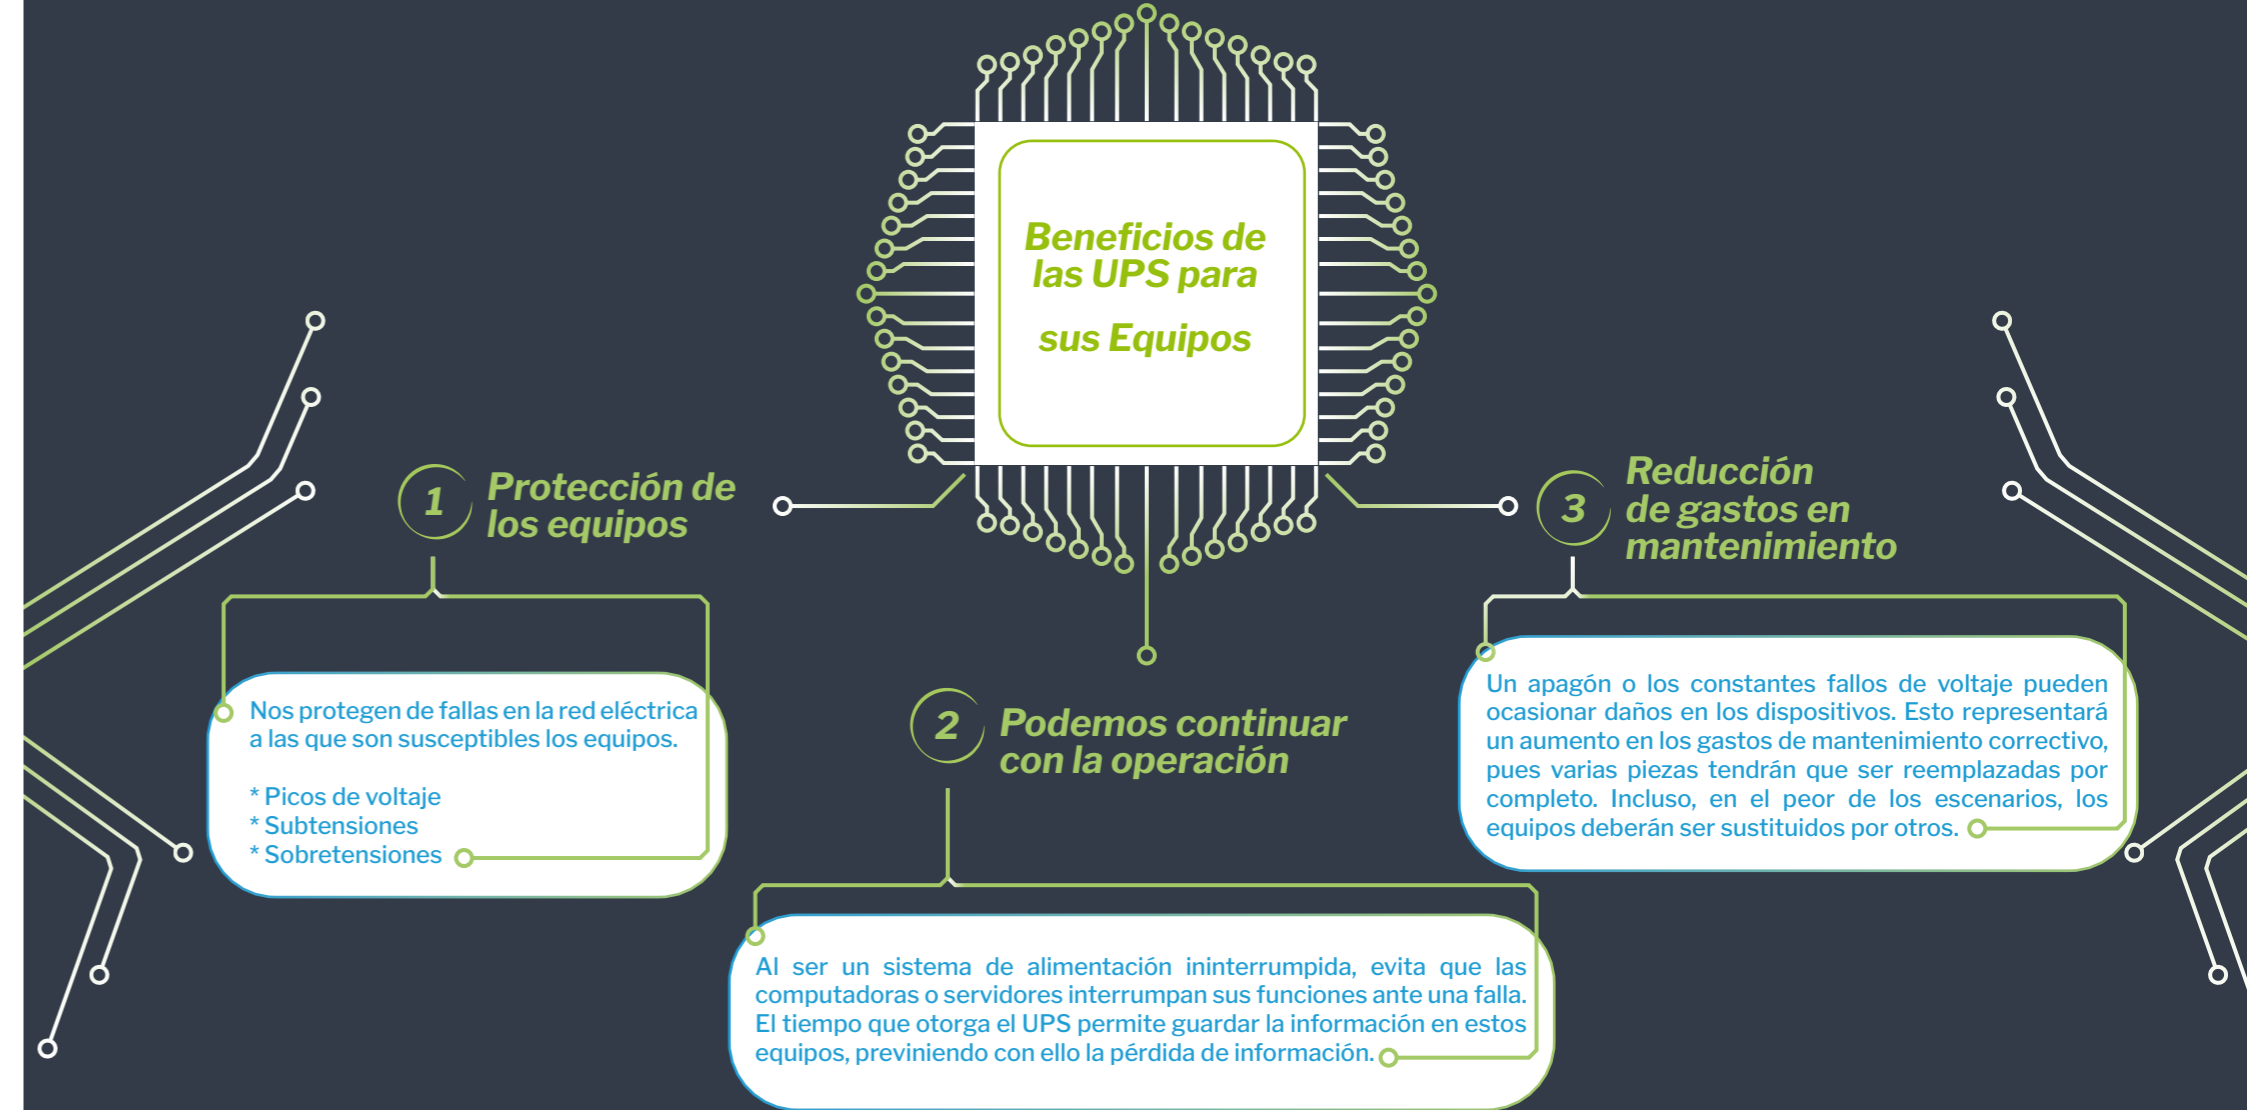 Beneficios de
las UPS para
sus Equipos
1
Protección de
los equipos
Nos protegen de fallas en la red eléctrica
a las que son susceptibles los equipos.
* Picos de voltaje
* Subtensiones
* Sobretensiones
2
Podemos continuar
con la operación
Al ser un sistema de alimentación ininterrumpida, evita que las
computadoras o servidores interrumpan sus funciones ante una falla.
El tiempo que otorga el UPS permite guardar la información en estos
equipos, previniendo con ello la pérdida de información.
3
Reducción
de gastos en
mantenimiento
Un apagón o los constantes fallos de voltaje pueden
ocasionar daños en los dispositivos. Esto representará
un aumento en los gastos de mantenimiento correctivo,
pues varias piezas tendrán que ser reemplazadas por
completo. Incluso, en el peor de los escenarios, los
equipos deberán ser sustituidos por otros.